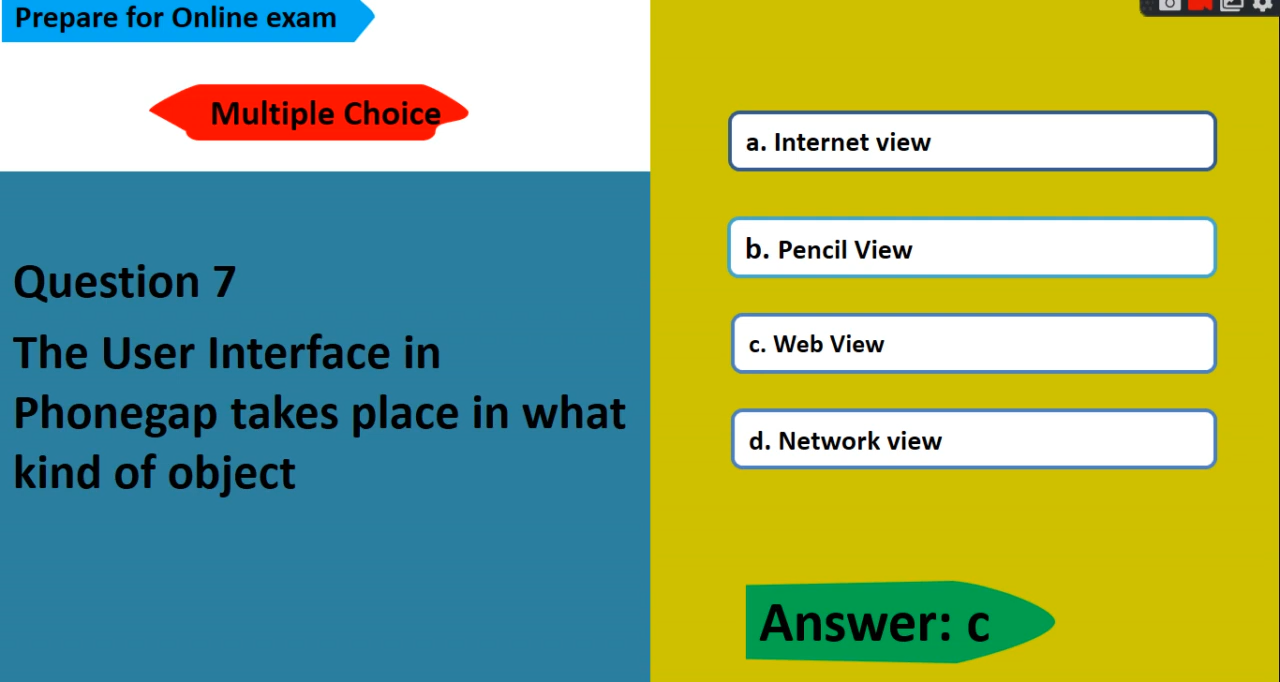 Prepare for Online exam
Multiple Choice
Question 7
The User Interface in
Phonegap takes place in what
kind of object
a. Internet view
b. Pencil View
c. Web View
d. Network view
Answer: c